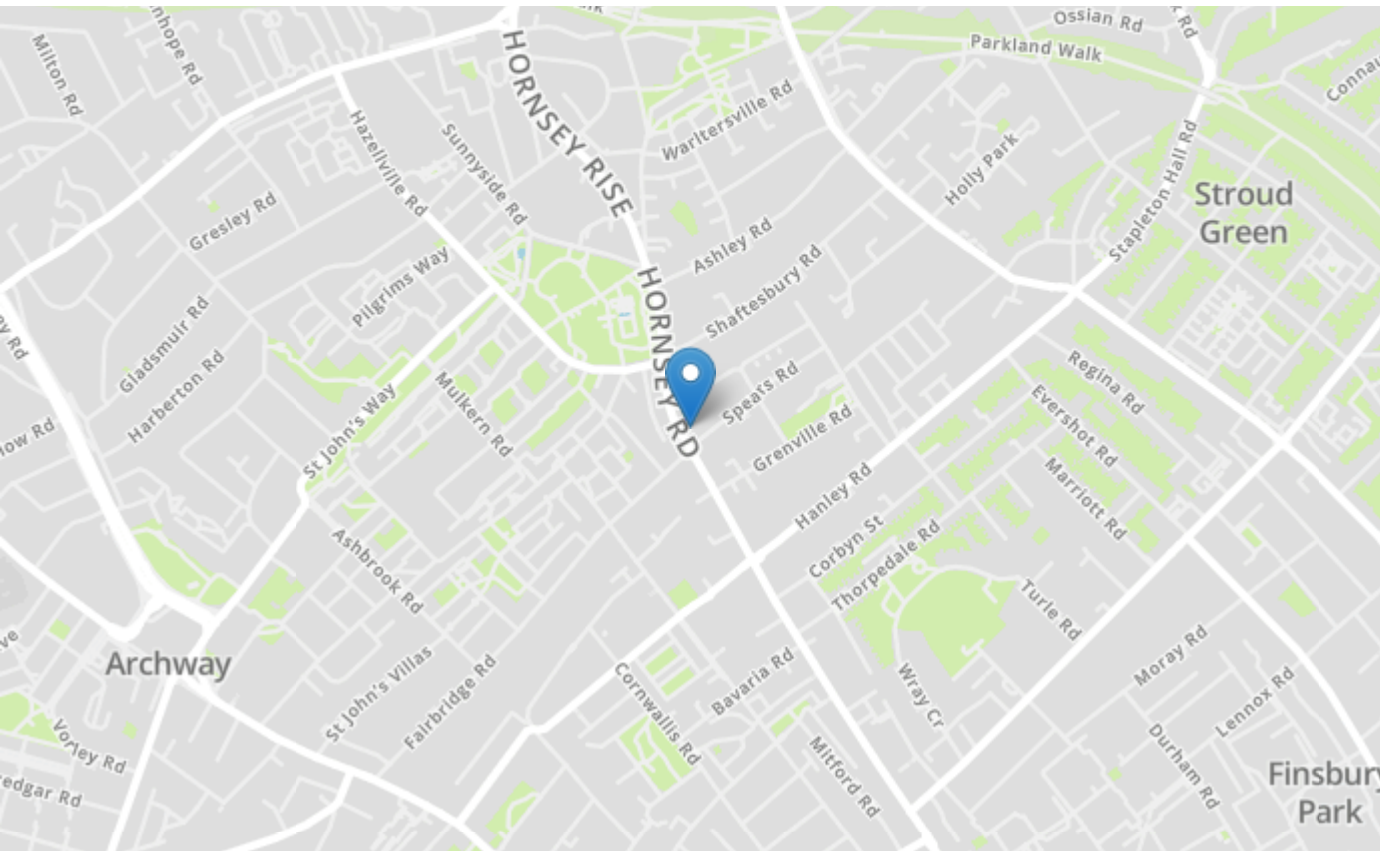 Ossian Rd
Parkland Walk
Milton Rd
HORNSEY RISE
Warltersville Rd
Hazellville Rd
Sunnyside Rd
Holly Park
Stapleton Hall Rd
Stroud
Green
Gresley Rd
Ashley Rd
Pilgrims Way
Shaftesbury Rd
HORNSEY RD
Gladsmuir Rd
Harberton Rd
Spears Rd
Regina Rd
Mulkern Rd
St John's Way
Evershot Rd
Grenville Rd
Hanley Rd
Marriott Rd
Corbyn St
Thorpedale Rd
Ashbrook Rd
Turle Rd
Archway
St John's Villas
Fairbridge Rd
Cornwallis Rd
Bavaria Rd
Wray Cr
Moray Rd
Lennox Rd
Vorley Rd
Mitford Rd
Durham Rd
Finsbury
Park